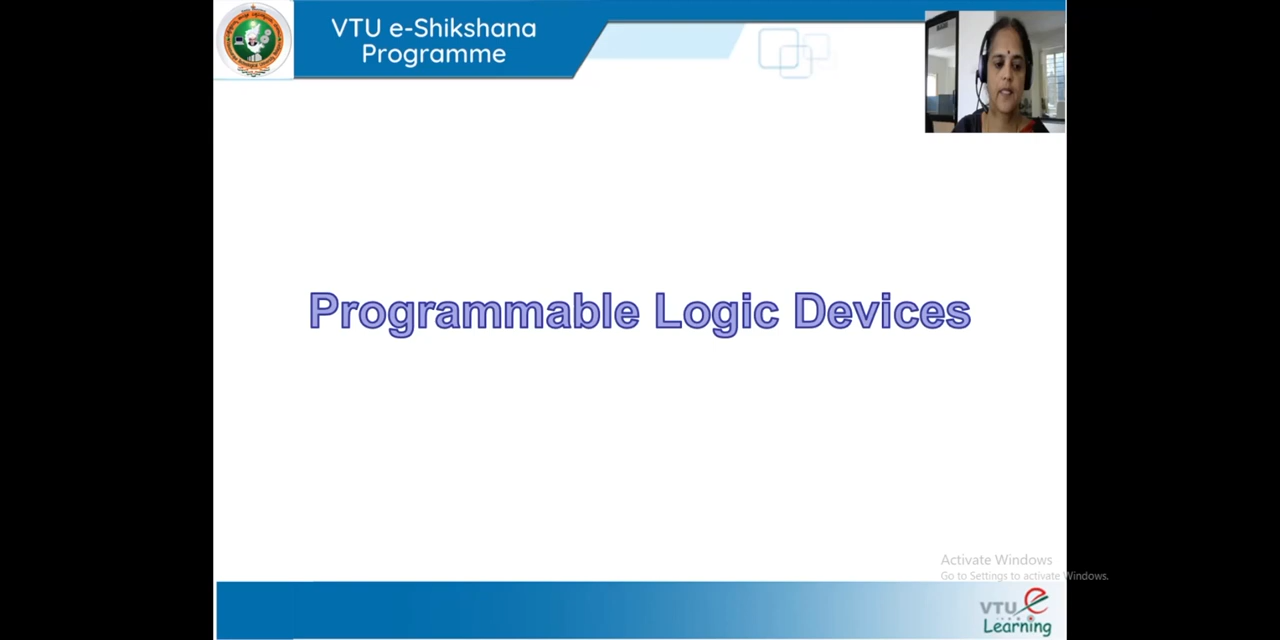 VTU e-Shikshana
Programme
Programmable Logic Devices
Activate Windows
Go to Settings to activate Windows.
VTU e
Learning